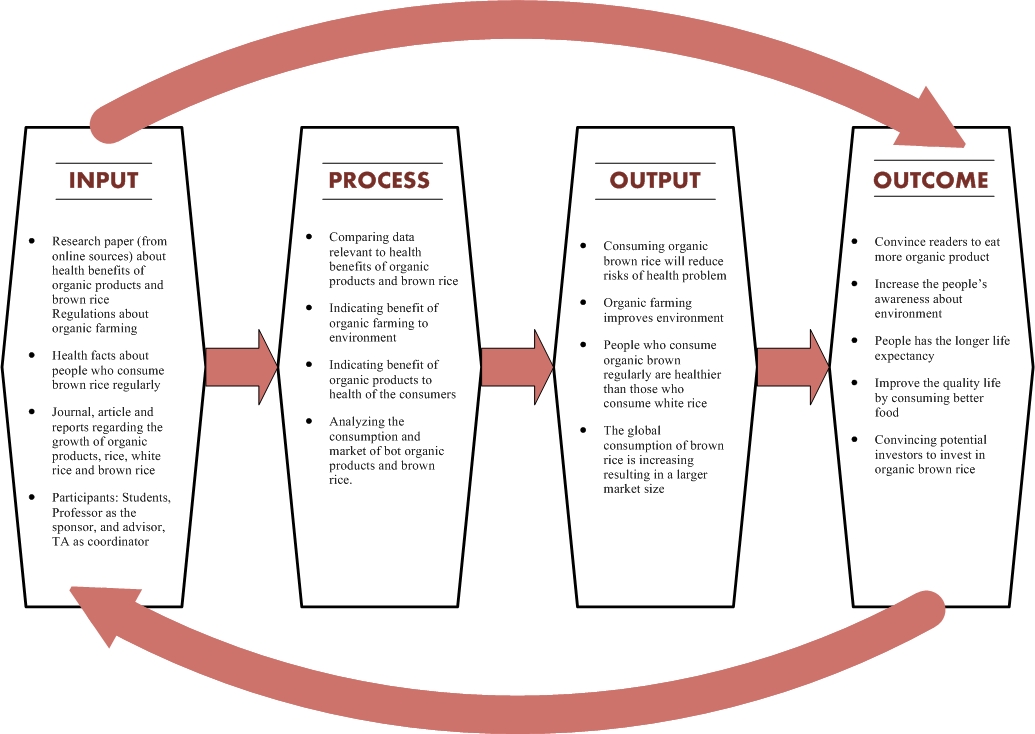 INPUT
Research paper (from
online sources) about
health benefits of
organic products and
brown rice
Regulations about
organic farming
Health facts about
people who consume
brown rice regularly
Journal, article and
reports regarding the
growth of organic
products, rice, white
rice and brown rice
Participants: Students,
Professor as the
sponsor, and advisor,
TA as coordinator
PROCESS
Comparing data
relevant to health
benefits of organic
products and brown rice
Indicating benefit of
organic farming to
environment
Indicating benefit of
organic products to
health of the consumers
Analyzing the
consumption and
market of bot organic
products and brown
rice.
OUTPUT
Consuming organic
brown rice will reduce
risks of health problem
Organic farming
improves environment
People who consume
organic brown
regularly are healthier
than those who
consume white rice
The global
consumption of brown
rice is increasing
resulting in a larger
market size
OUTCOME
Convince readers to eat
more organic product
Increase the people’s
awareness about
environment
People has the longer life
expectancy
Improve the quality life
by consuming better
food
Convincing potential
investors to invest in
organic brown rice